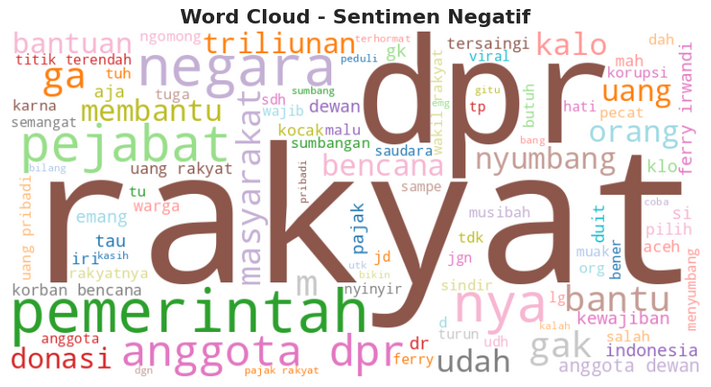 Word Cloud - Sentimen Negatif
bantuan
ngomong
triliunan
terhormat
gk
peduli
tersaingi
viral
kalo
dah
mah
korupsi
titik terendah
ga
tuh
negara
dpr
uang
aja
tuga
sumbang
emg
gitu
butuh
hati
karna
membantu
sdh
wajib
dewan
tp
pecat
ferry irwandi
semangat
masyarakat
kocak
malu
wakil rakyat
orang
pejabat
sumbangan
bang
bilang
uang rakyat
saudara
bencana
nyumbang
klo
rakyat
uang pribadi
tu
warga
pribadi
sampe
coba
emang
pajak
musibah
duit
si
pilih
tau
iri
kasih
utk
jd
tdk
jgn
muak
org
bener
aceh
rakyatnya
bikin
korban bencana
m
nyinyir
sindir
menyumbang
pemerintah
nya
lg
bantu
kewajiban
anggota
anggota dpr
dr
d
turun
kalah
salah
donasi
ferry
udah
udh
gak
indonesia
dgn
pajak rakyat
anggota dewan